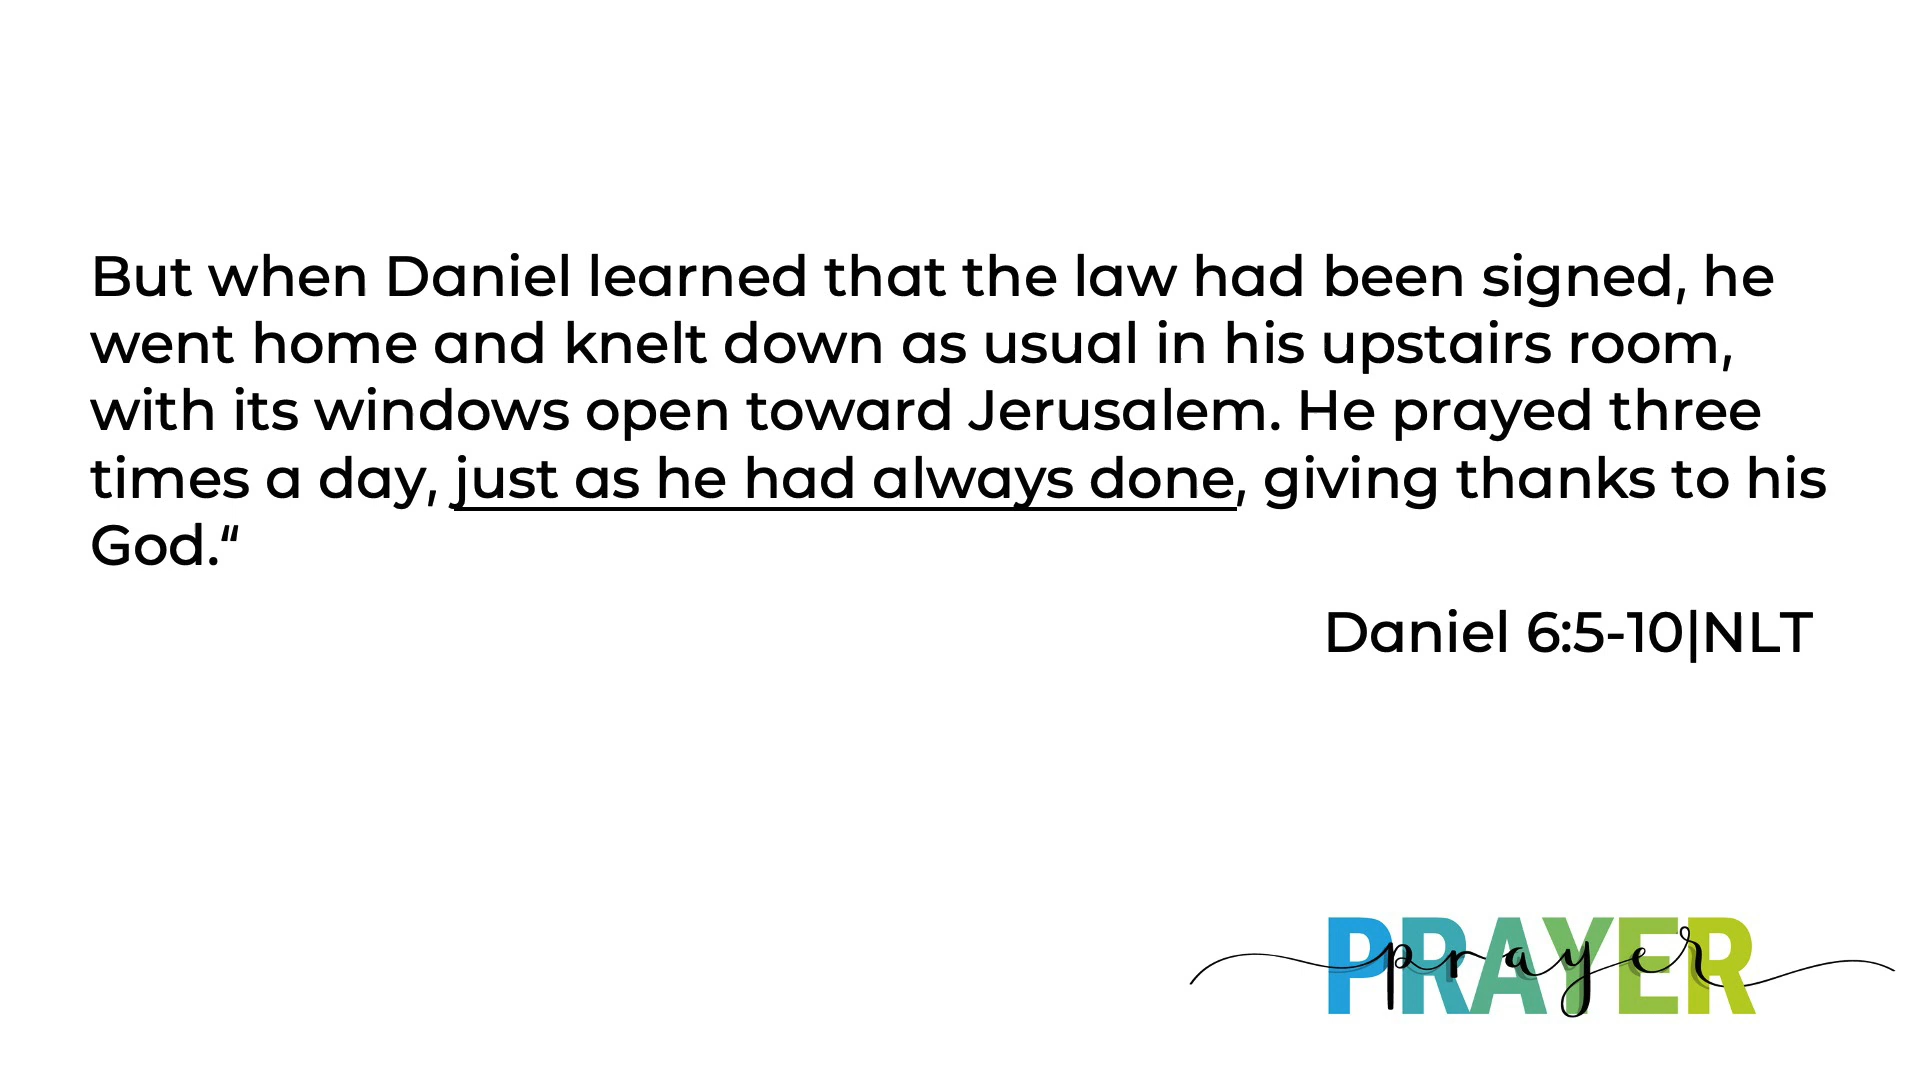 But when Daniel learned that the law had been signed, he
went home and knelt down as usual in his upstairs room,
with its windows open toward Jerusalem. He prayed three
times a day, just as he had always done, giving thanks to his
God.“
Daniel 6:5-10|NLT
PRAYER
prayer